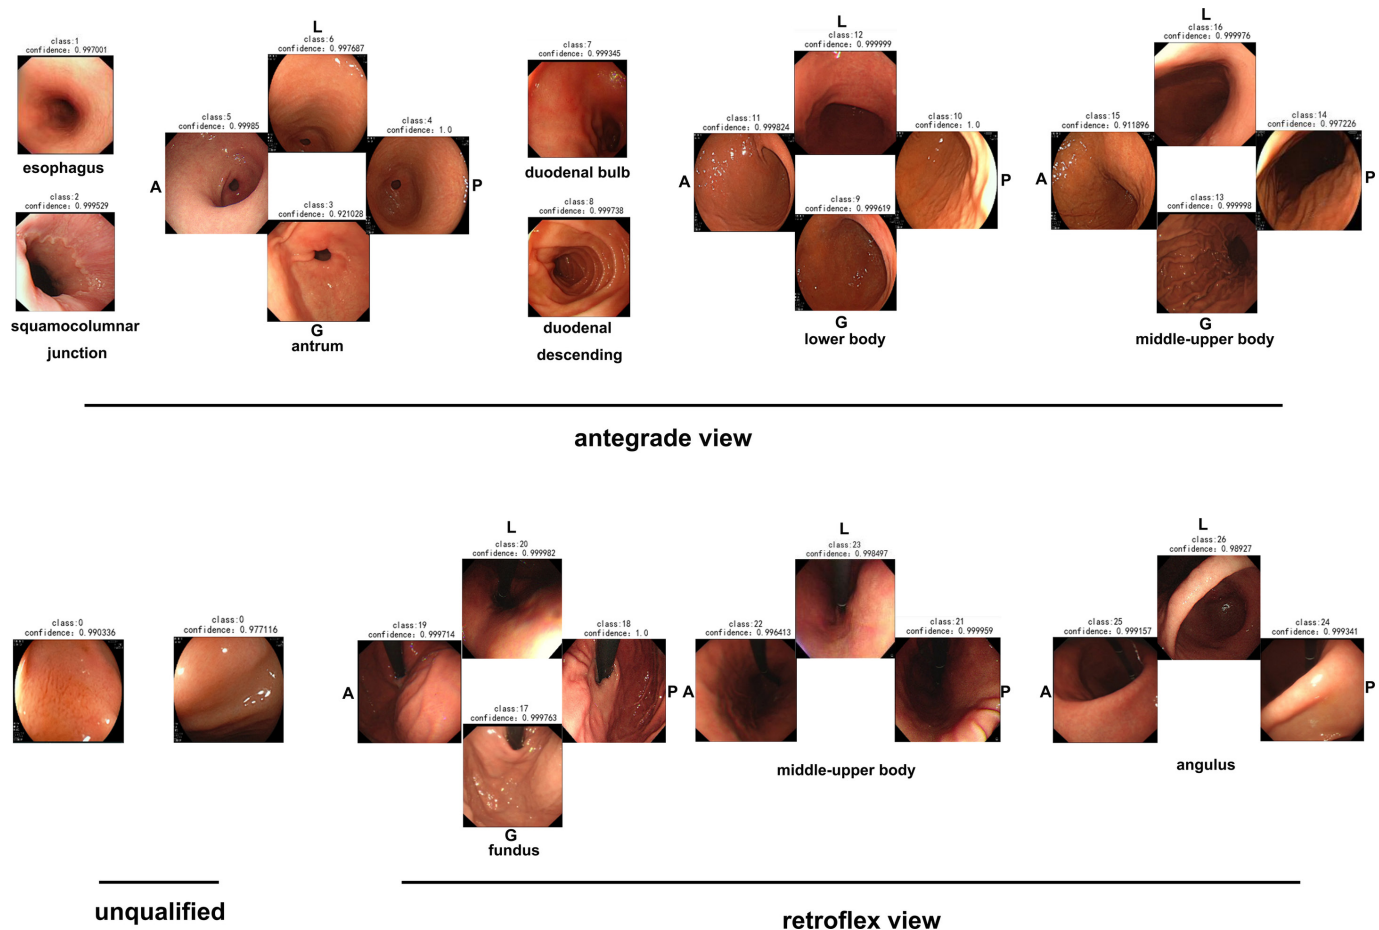 class:1
confidence: 0.997001
esophagus
class:2
confidence: 0.999529
squamocolumnar
junction
L
class:6
confidence: 0.997687
class:5
confidence: 0.99985
class:4
confidence: 1.0
A
P
class:3
confidence: 0.921028
G
antrum
class:7
confidence: 0.999345
duodenal bulb
class:8
confidence: 0.999738
duodenal
descending
L
class:12
confidence: 0.999999
class:11
confidence: 0.999824
class:10
confidence: 1.0
A
P
class:9
confidence: 0.999619
G
lower body
L
class:16
confidence: 0.999976
class:15
confidence: 0.911896
class:14
confidence: 0.997226
A
P
class:13
confidence: 0.999998
G
middle-upper body
antegrade view
class:0
confidence: 0.990336
class:0
confidence: 0.977116
unqualified
L
class:20
confidence: 0.999982
class:19
confidence: 0.999714
class:18
confidence: 1.0
A
P
class:17
confidence: 0.999763
G
fundus
L
class:23
confidence: 0.998497
class:22
confidence: 0.996413
class:21
confidence: 0.999959
A
P
middle-upper body
L
class:26
confidence: 0.98927
class:25
confidence: 0.999157
class:24
confidence: 0.999341
A
P
angulus
retroflex view